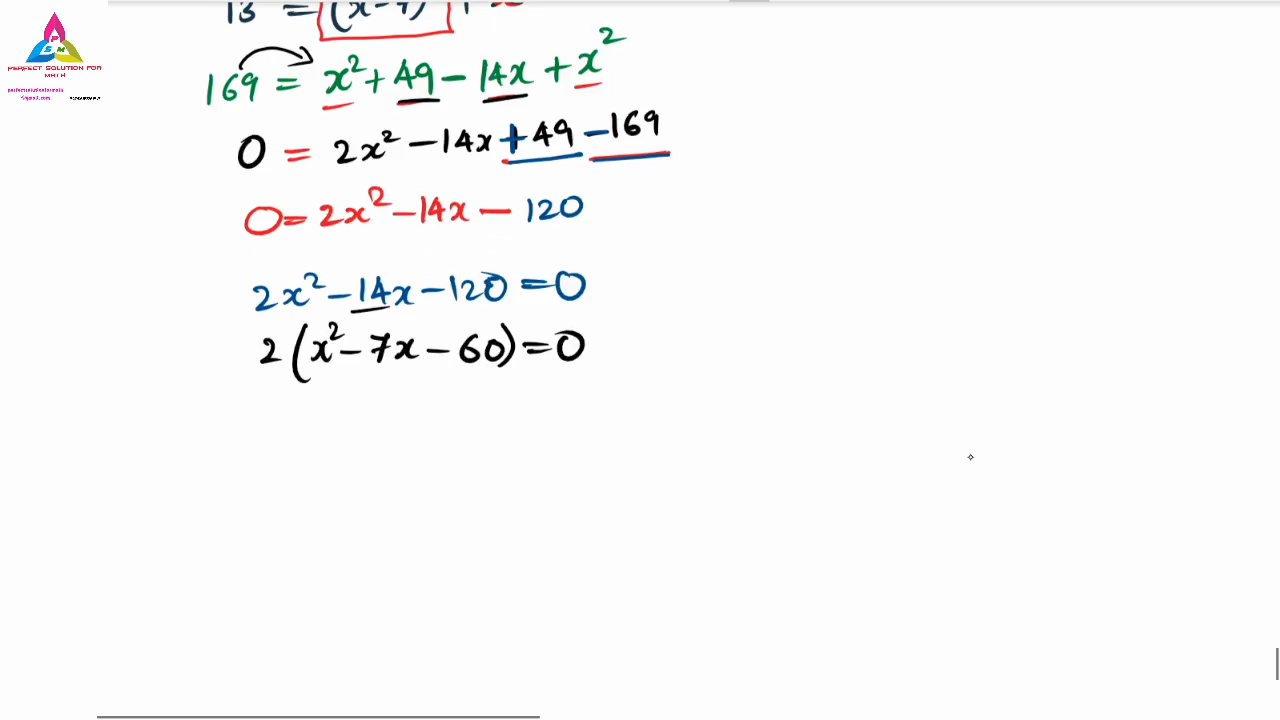 P
S M
PERFECT SOLUTION FOR
MATH
169 = x² + 49 - 14x + x²
0 = 2x² - 14x + 49 - 169
0 = 2x² - 14x - 120
2x² - 14x - 120 = 0
2(x² - 7x - 60) = 0